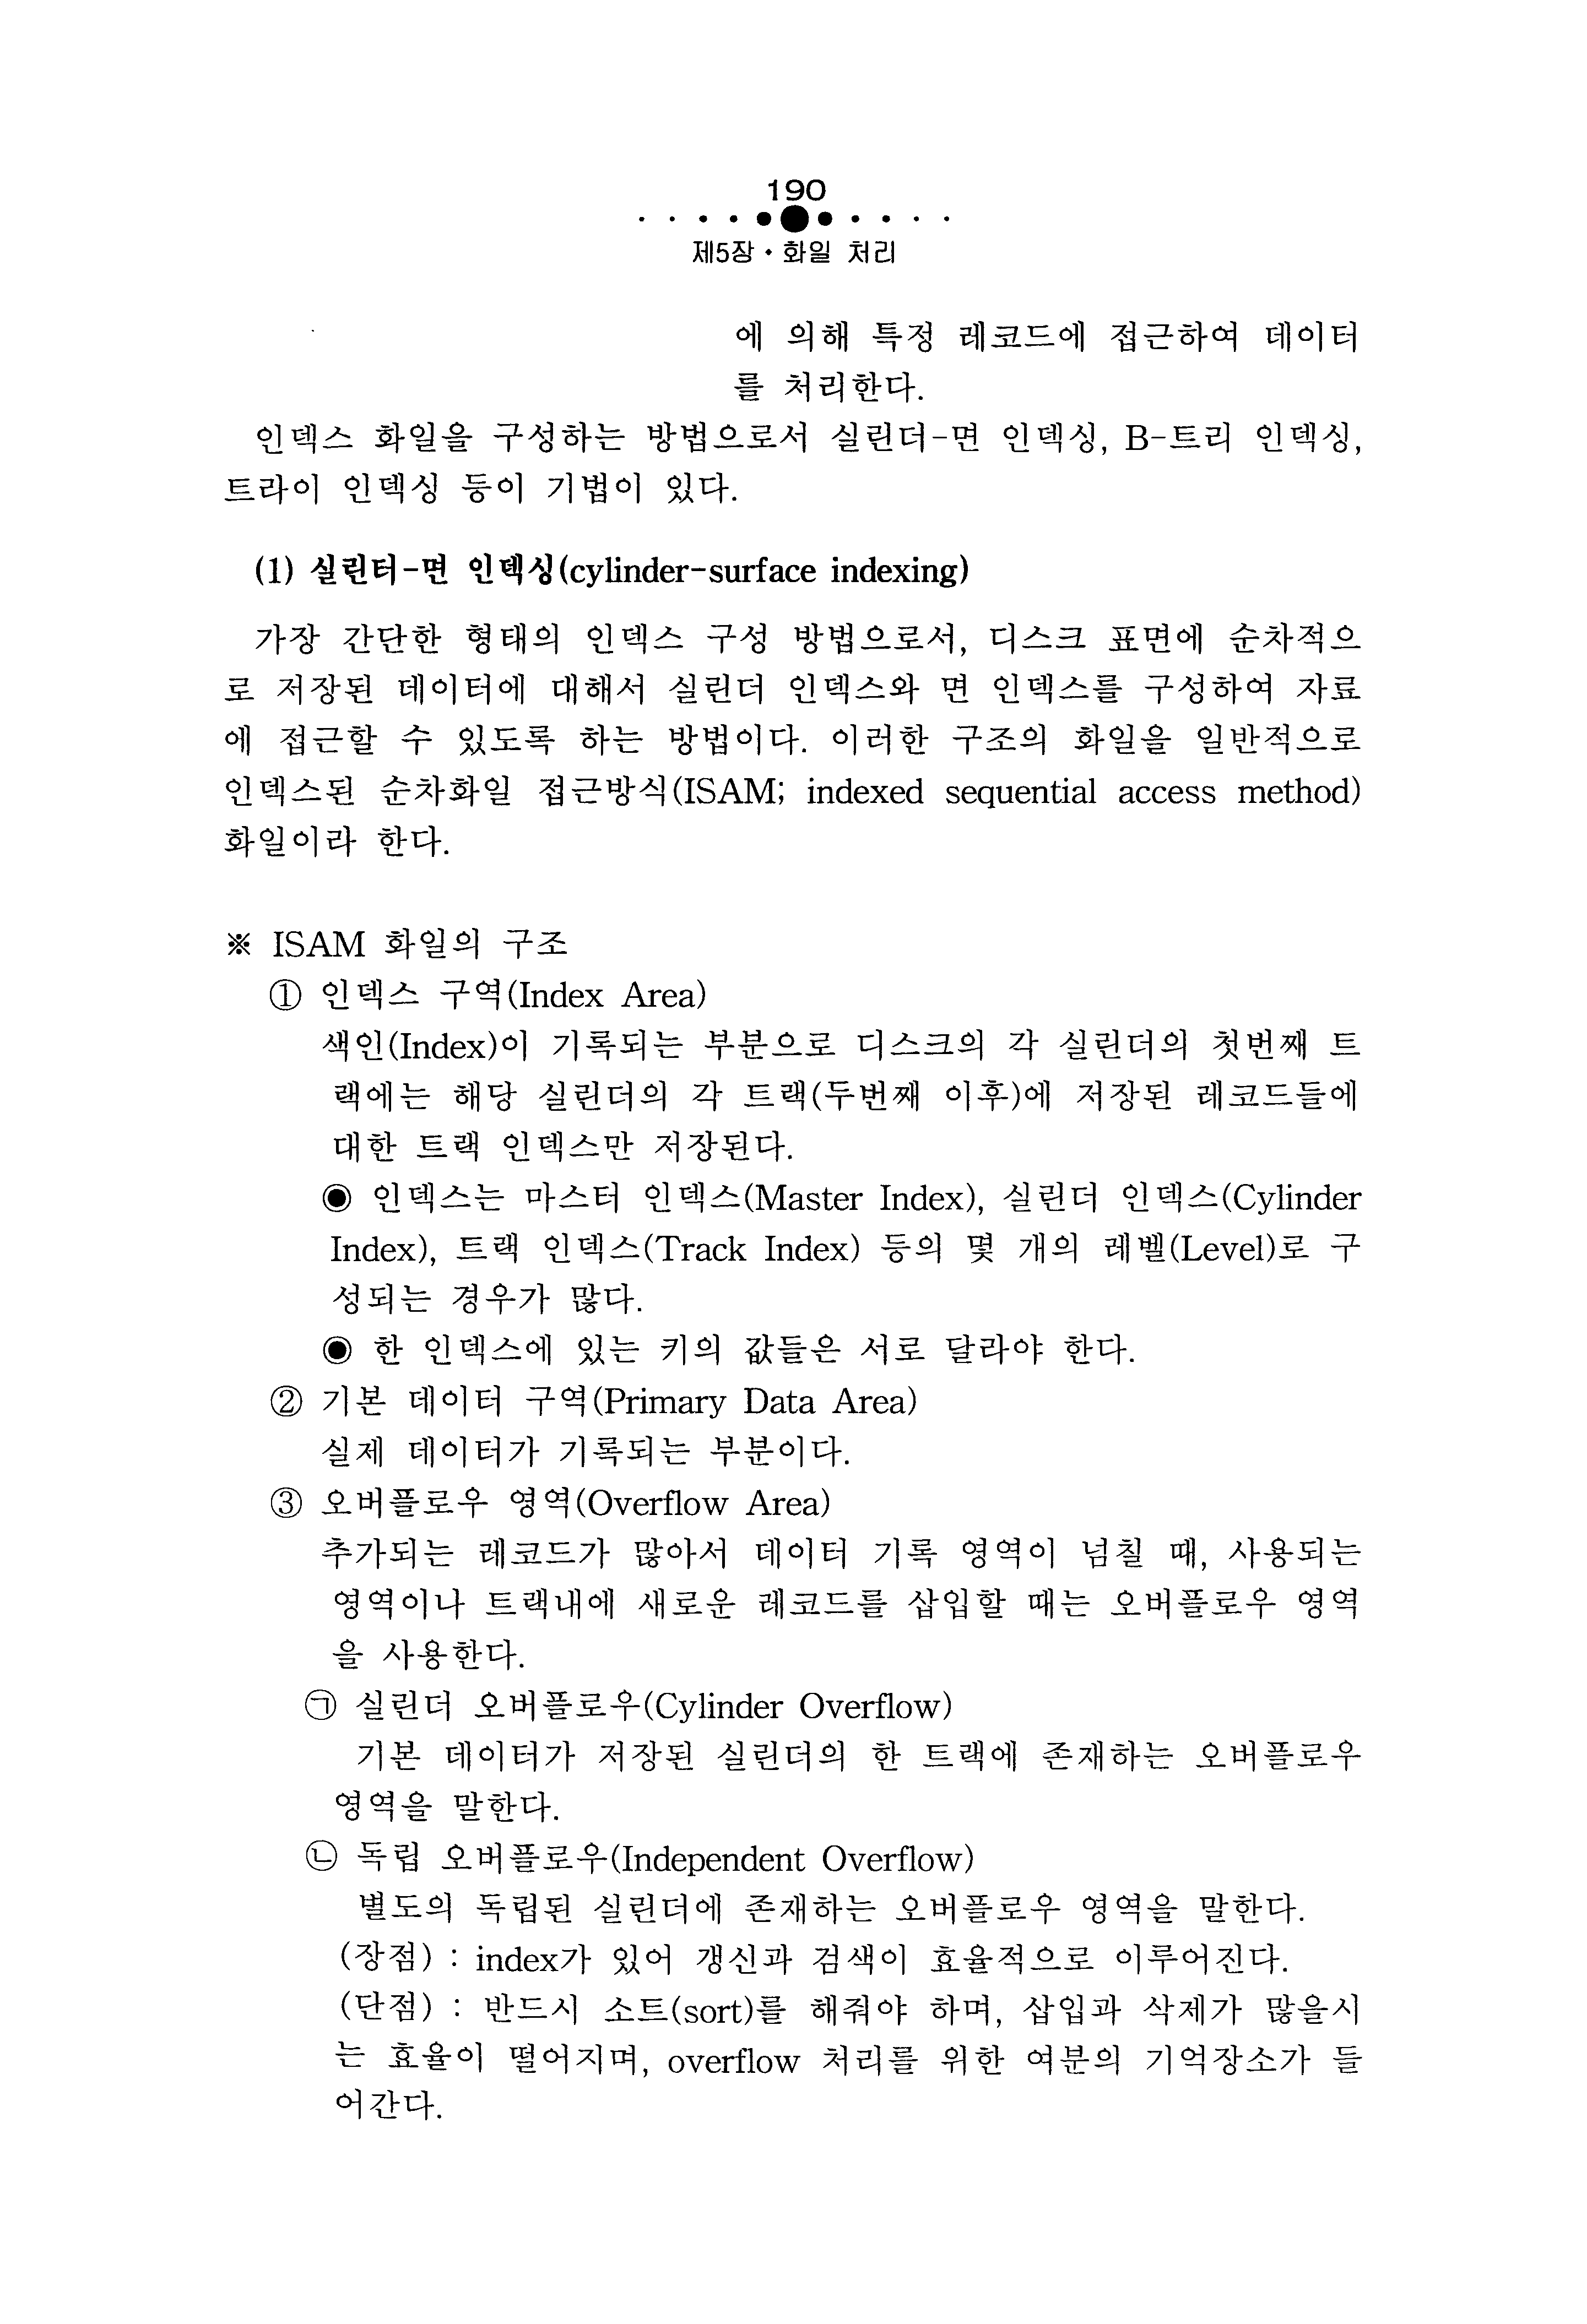 190
제5장 • 화일 처리
에 의해 특정 레코드에 접근하여 데이터
를 처리한다.
인덱스 화일을 구성하는 방법으로서 실린더-면 인덱싱, B-트리 인덱싱,
트라이 인덱싱 등이 기법이 있다.
(1) 실린터-면 인텍싱(cylinder-surface indexing)
가장 간단한 형태의 인덱스 구성 방법으로서, 디스크 표면에 순차적으
로 저장된 데이터에 대해서 실린더 인덱스와 면 인덱스를 구성하여 자료
에 접근할 수 있도록 하는 방법이다. 이러한 구조의 화일을 일반적으로
인덱스된 순차화일 접근방식(ISAM; indexed sequential access method)
화일이라 한다.
※ ISAM 화일의 구조
① 인덱스 구역(Index Area)
색인(Index)이 기록되는 부분으로 디스크의 각 실린더의 첫번째 트
랙에는 해당 실린더의 각 트랙(두번째 이후)에 저장된 레코드들에
대한 트랙 인덱스만 저장된다.
◉ 인덱스는 마스터 인덱스(Master Index), 실린더 인덱스(Cylinder
Index), 트랙 인덱스(Track Index) 등의 몇 개의 레벨(Level)로 구
성되는 경우가 많다.
◉ 한 인덱스에 있는 키의 값들은 서로 달라야 한다.
② 기본 데이터 구역(Primary Data Area)
실제 데이터가 기록되는 부분이다.
③ 오버플로우 영역(Overflow Area)
추가되는 레코드가 많아서 데이터 기록 영역이 넘칠 때, 사용되는
영역이나 트랙내에 새로운 레코드를 삽입할 때는 오버플로우 영역
을 사용한다.
㉠ 실린더 오버플로우(Cylinder Overflow)
기본 데이터가 저장된 실린더의 한 트랙에 존재하는 오버플로우
영역을 말한다.
㉡ 독립 오버플로우(Independent Overflow)
별도의 독립된 실린더에 존재하는 오버플로우 영역을 말한다.
(장점) : index가 있어 갱신과 검색이 효율적으로 이루어진다.
(단점) : 반드시 소트(sort)를 해줘야 하며, 삽입과 삭제가 많을시
는 효율이 떨어지며, overflow 처리를 위한 여분의 기억장소가 들
어간다.